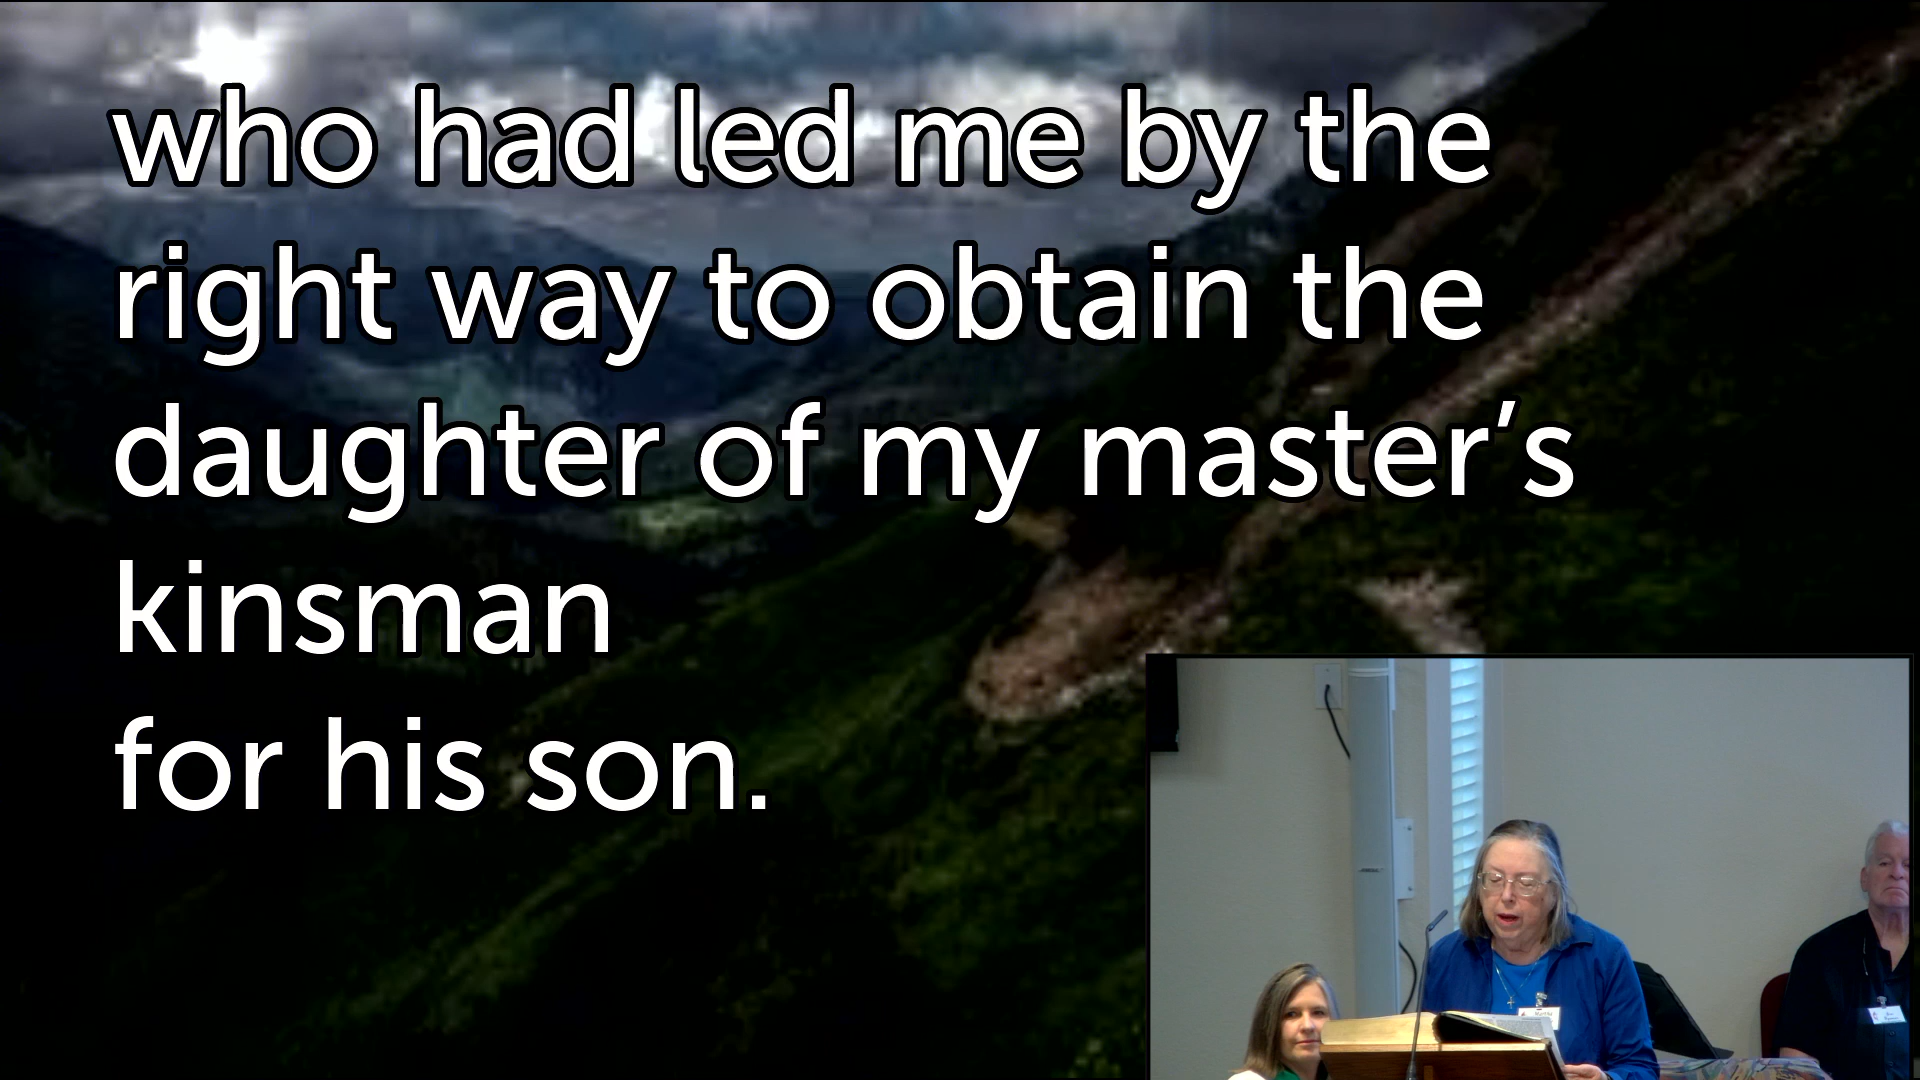 who had led me by the
right way to obtain the
daughter of my master’s
kinsman
for his son.